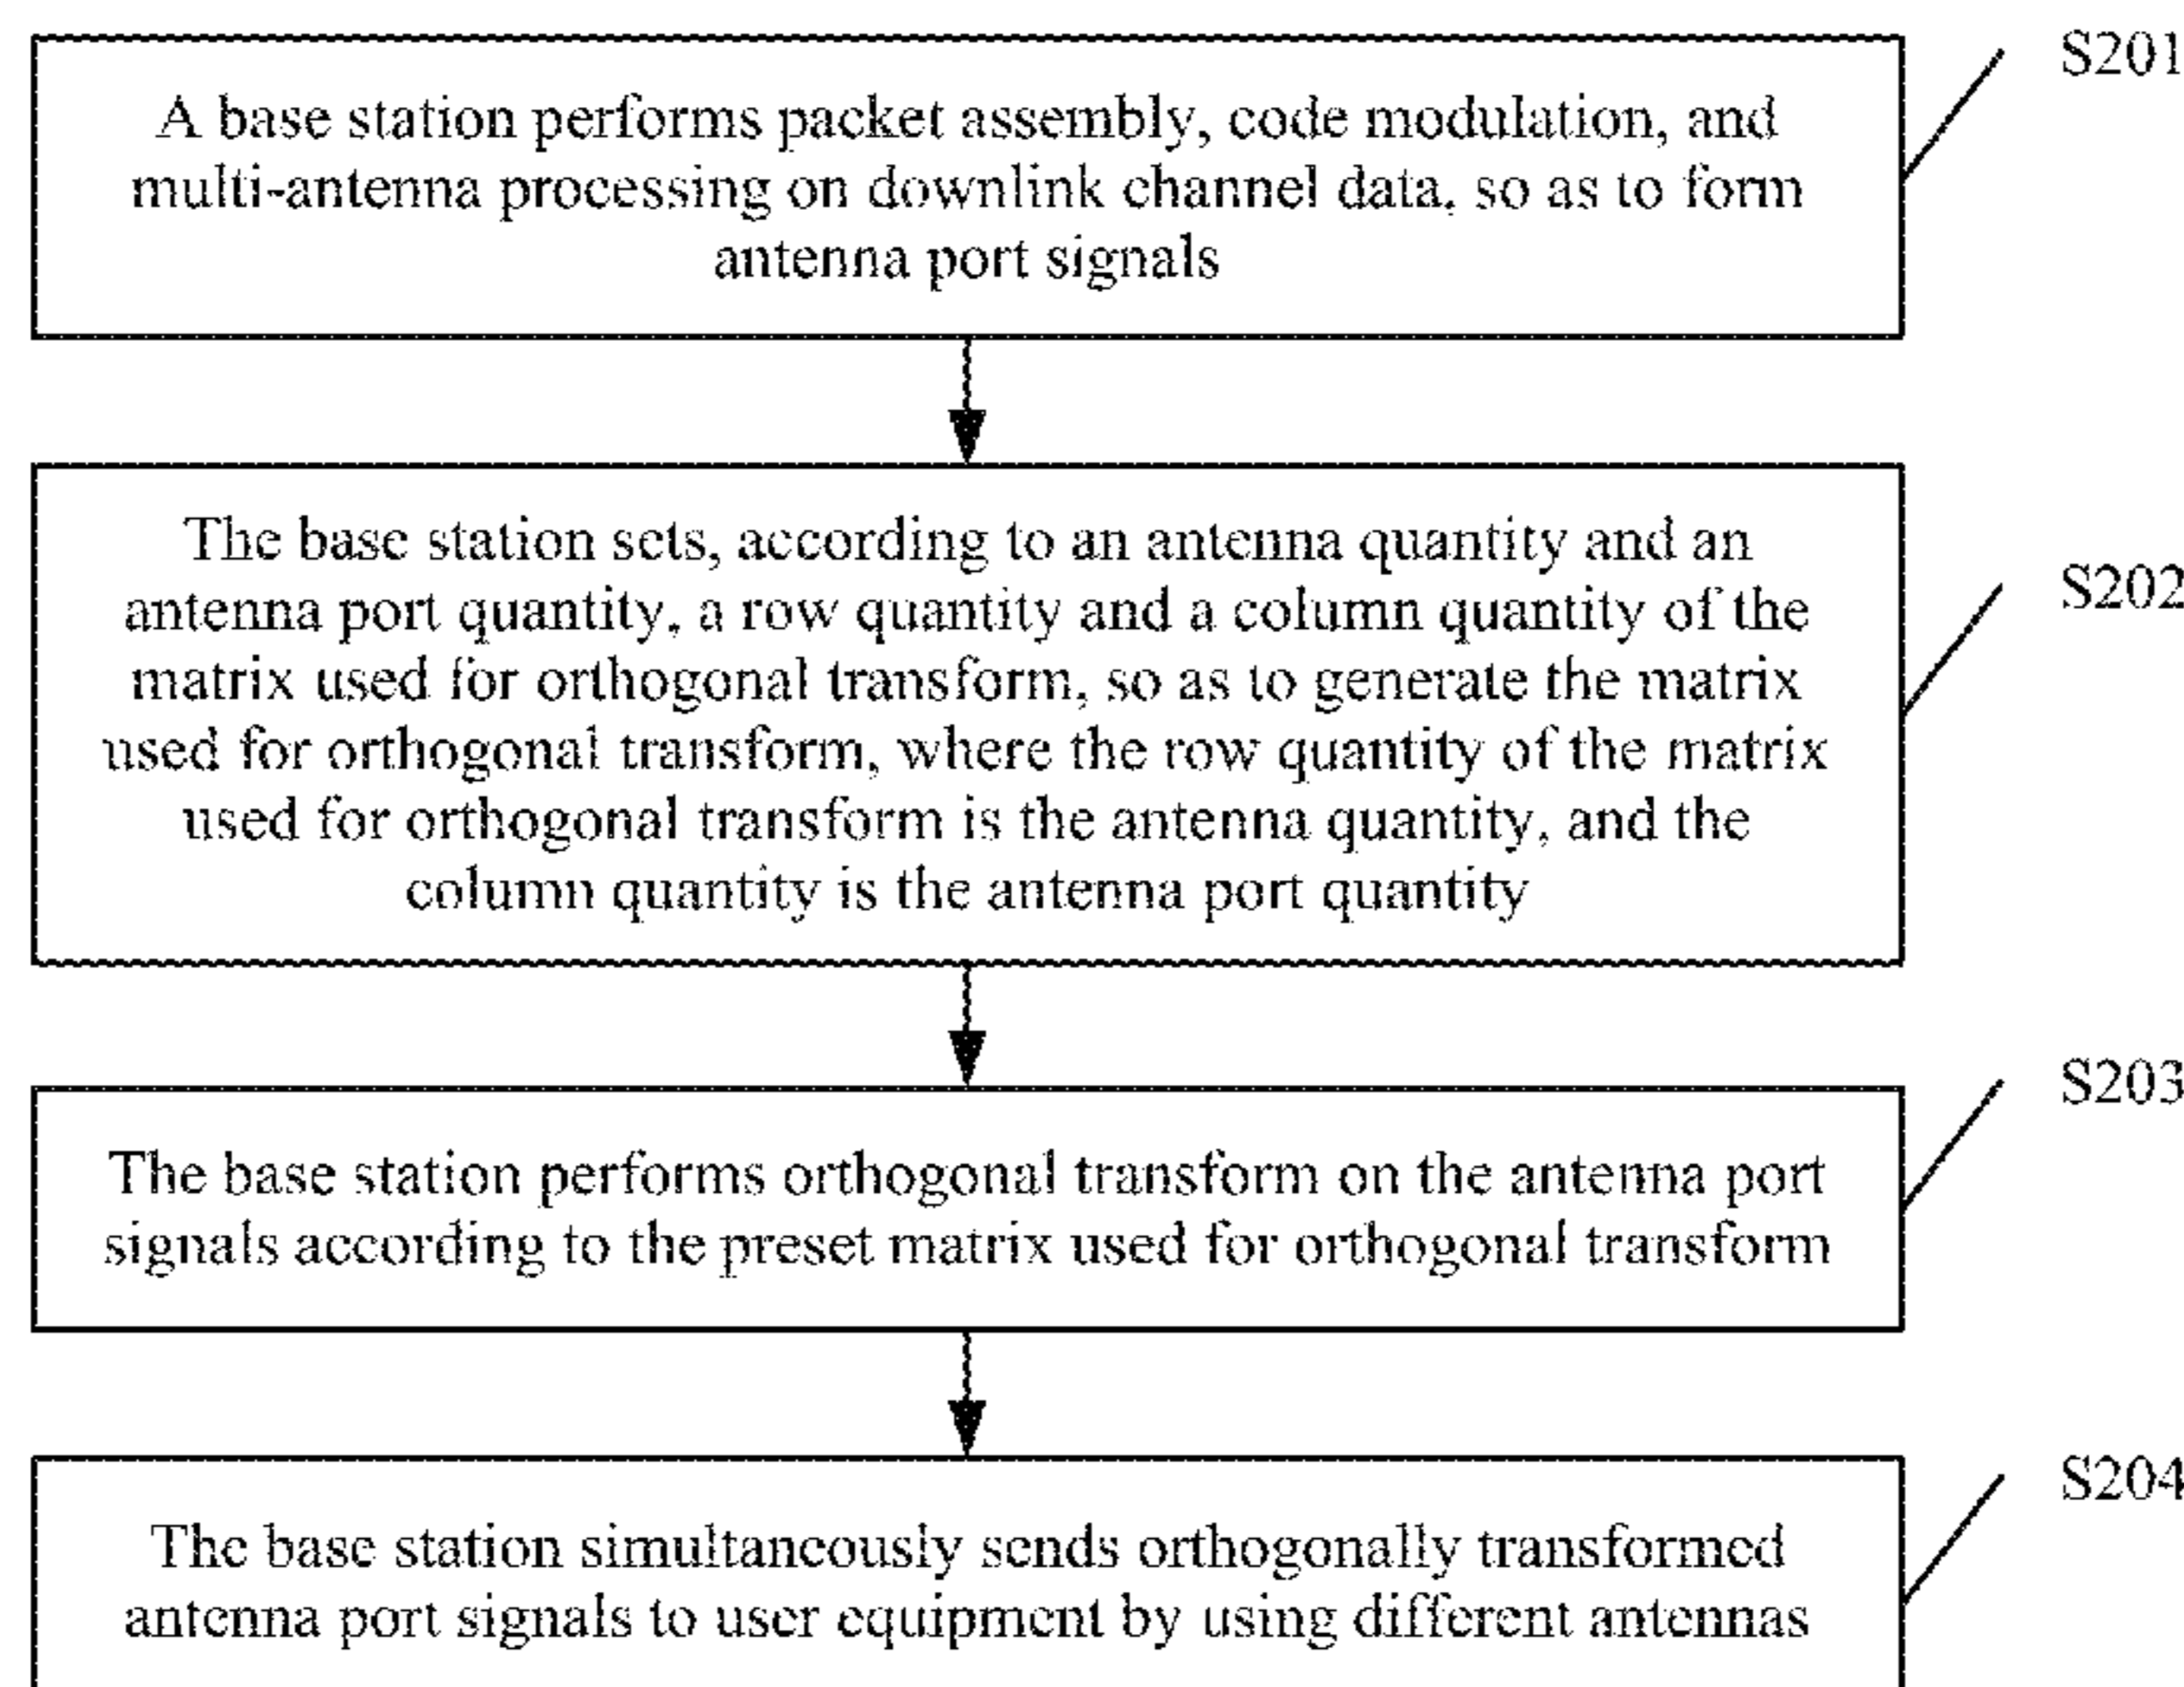 S201
A base station performs packet assembly, code modulation, and
multi-antenna processing on downlink channel data, so as to form
antenna port signals
S202
The base station sets, according to an antenna quantity and an
antenna port quantity, a row quantity and a column quantity of the
matrix used for orthogonal transform, so as to generate the matrix
used for orthogonal transform, where the row quantity of the matrix
used for orthogonal transform is the antenna quantity, and the
column quantity is the antenna port quantity
S203
The base station performs orthogonal transform on the antenna port
signals according to the preset matrix used for orthogonal transform
S204
The base station simultaneously sends orthogonally transformed
antenna port signals to user equipment by using different antennas